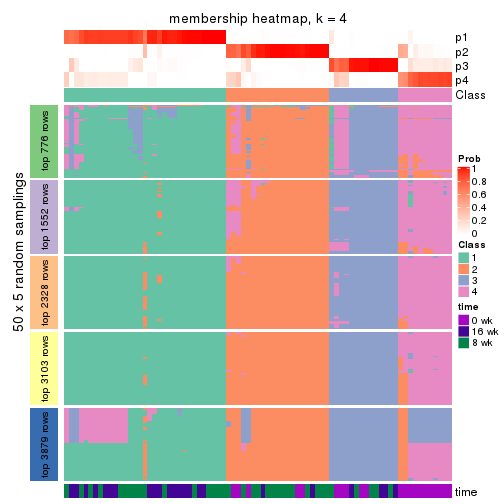 membership heatmap, k = 4
p1
p2
p3
p4
Class
50 x 5 random samplings
top 776 rows
top 1552 rows
top 2328 rows
top 3103 rows
top 3879 rows
time
Prob
1
0.8
0.6
0.4
0.2
0
Class
1
2
3
4
time
0 wk
16 wk
8 wk